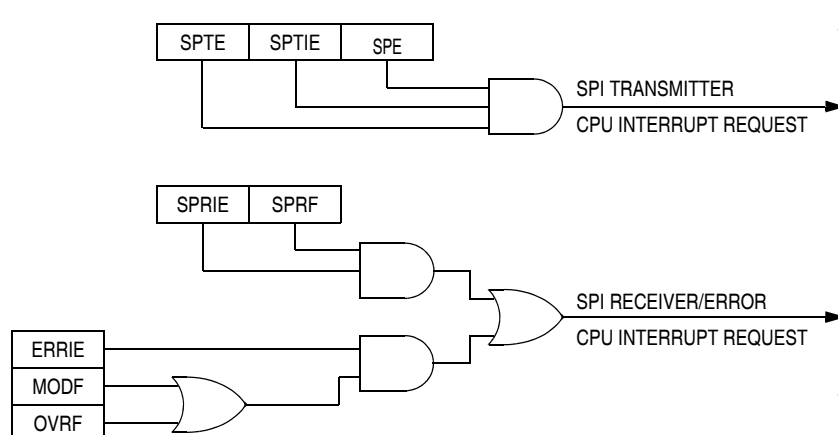 SPTE SPTIE SPE
SPI TRANSMITTER
CPU INTERRUPT REQUEST
SPRIE SPRF
SPI RECEIVER/ERROR
CPU INTERRUPT REQUEST
ERRIE
MODF
OVRF